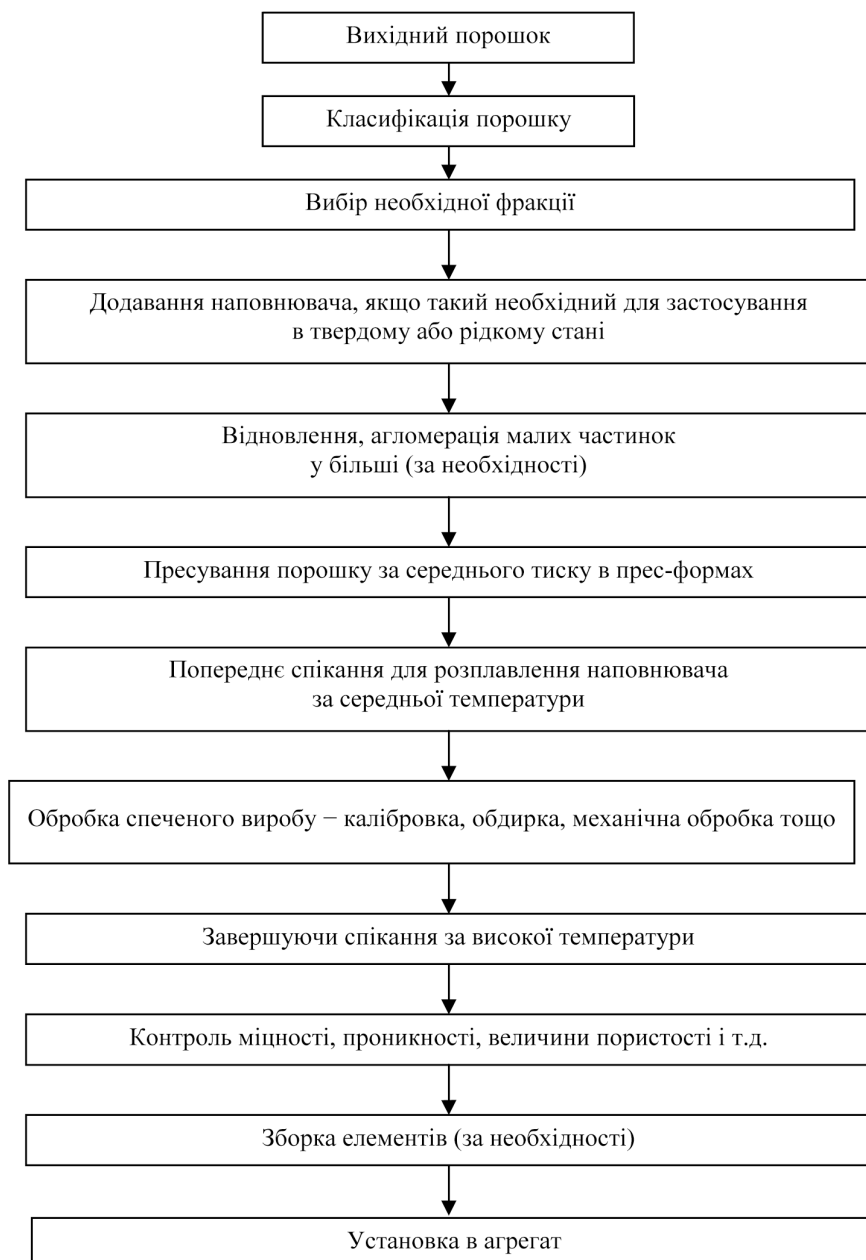 Вихідний порошок
Класифікація порошку
Вибір необхідної фракції
Додавання наповнювача, якщо такий необхідний для застосування
в твердому або рідкому стані
Відновлення, агломерація малих частинок
у більші (за необхідності)
Пресування порошку за середнього тиску в прес-формах
Попереднє спікання для розплавлення наповнювача
за середньої температури
Обробка спеченого виробу − калібровка, обдирка, механічна обробка тощо
Завершуючи спікання за високої температури
Контроль міцності, проникності, величини пористості і т.д.
Зборка елементів (за необхідності)
Установка в агрегат